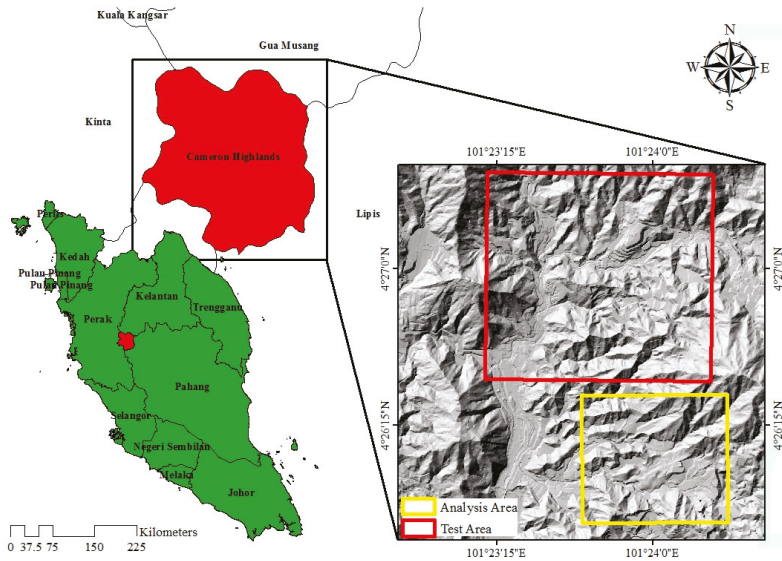 Kuala Kangsar
Gua Musang
Kinta
Cameron Highlands
Lipis
N
W E
S
Perlis
Kedah
Pulau Pinang
Pulau Pinang
Kelantan
Trengganu
Perak
Pahang
Selangor
Negeri Sembilan
Melaka
Johor
Kilometers
0 37.5 75 150 225
101°23'15"E 101°24'0"E
4°27'0"N
4°26'15"N
4°27'0"N
4°26'15"N
Analysis Area
Test Area
101°23'15"E 101°24'0"E